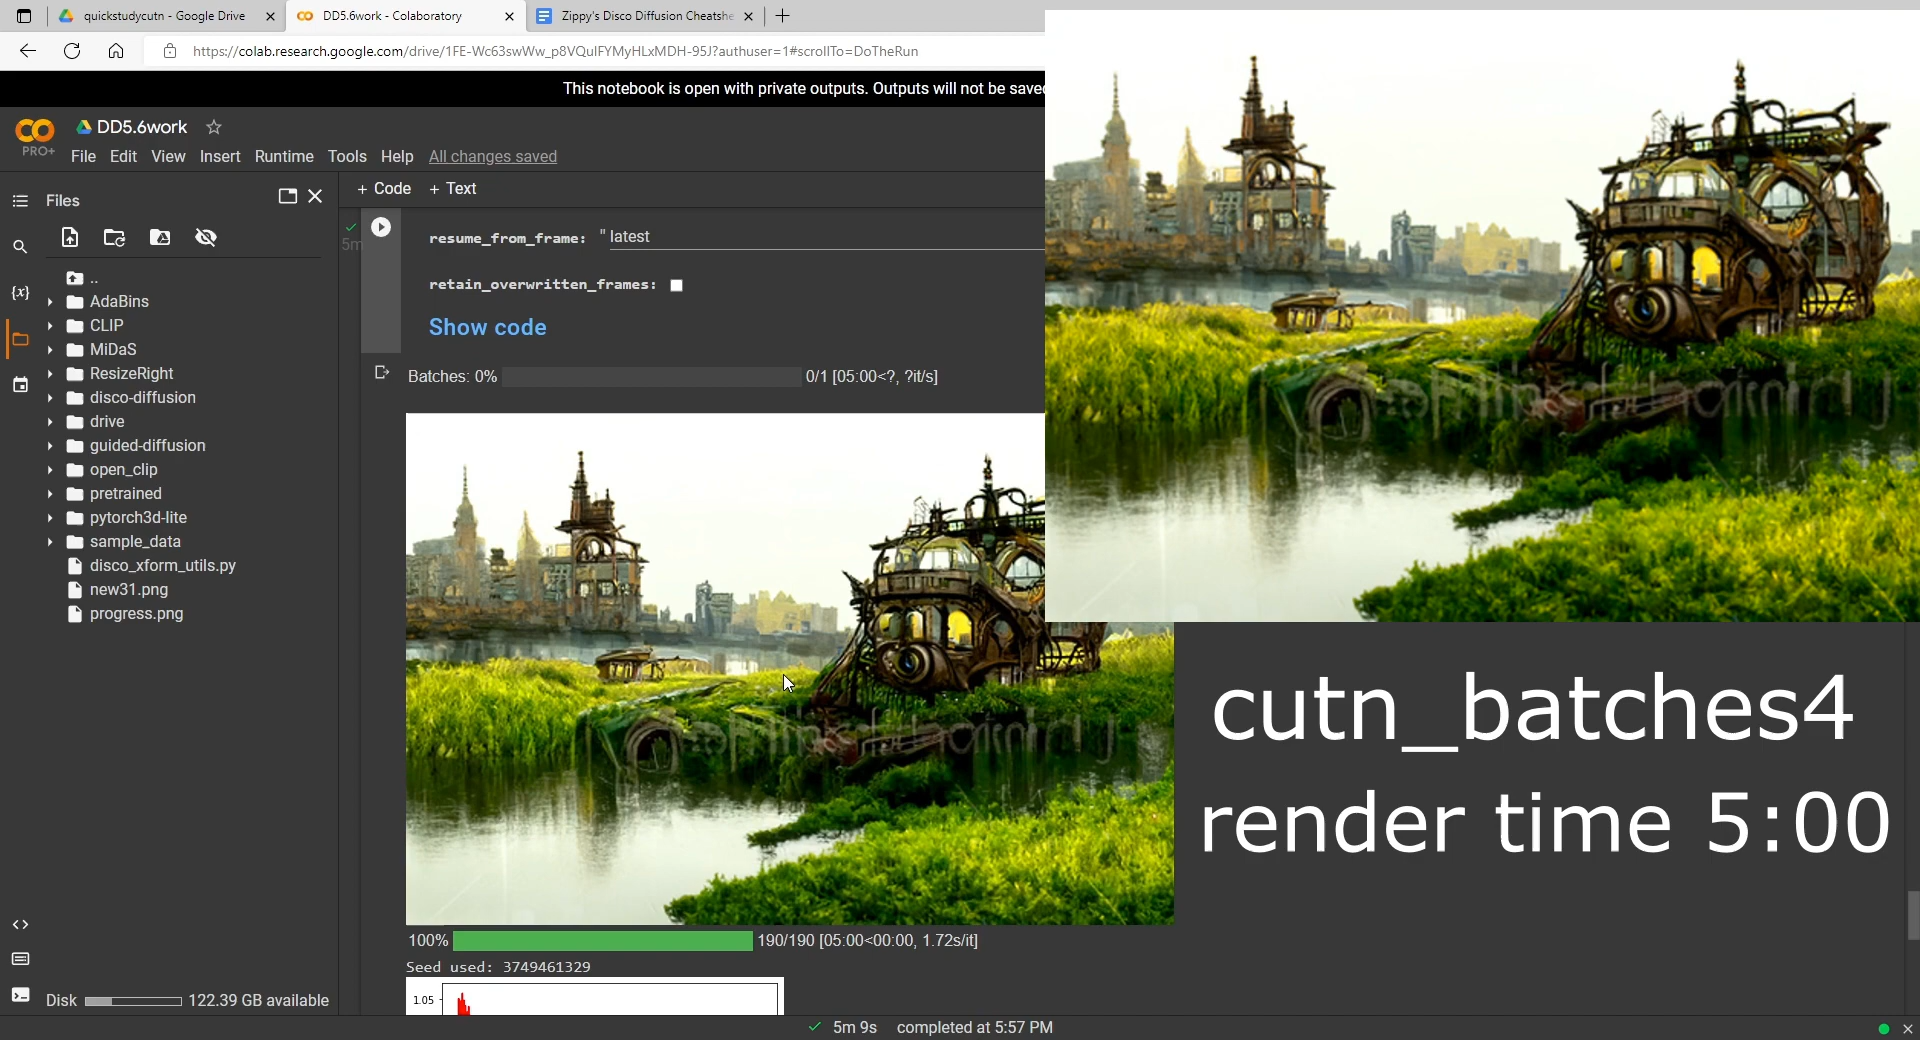 quickstudycutn - Google Drive
DD5.6work - Colaboratory
Zippy's Disco Diffusion Cheatshe
https://colab.research.google.com/drive/1FE-Wc63swWw_p8VQuIFYMyHLxMDH-95J?authuser=1#scrollTo=DoTheRun
This notebook is open with private outputs. Outputs will not be saved
PRO+
DD5.6work
File Edit View Insert Runtime Tools Help All changes saved
Files
+ Code + Text
{x}
..
AdaBins
CLIP
MiDaS
ResizeRight
disco-diffusion
drive
guided-diffusion
open_clip
pretrained
pytorch3d-lite
sample_data
disco_xform_utils.py
new31.png
progress.png
Disk 122.39 GB available
5m
resume_from_frame: " latest
retain_overwritten_frames:
Show code
Batches: 0% 0/1 [05:00<?, ?it/s]
100% 190/190 [05:00<00:00, 1.72s/it]
Seed used: 3749461329
1.05
cutn_batches4
render time 5:00
5m 9s completed at 5:57 PM